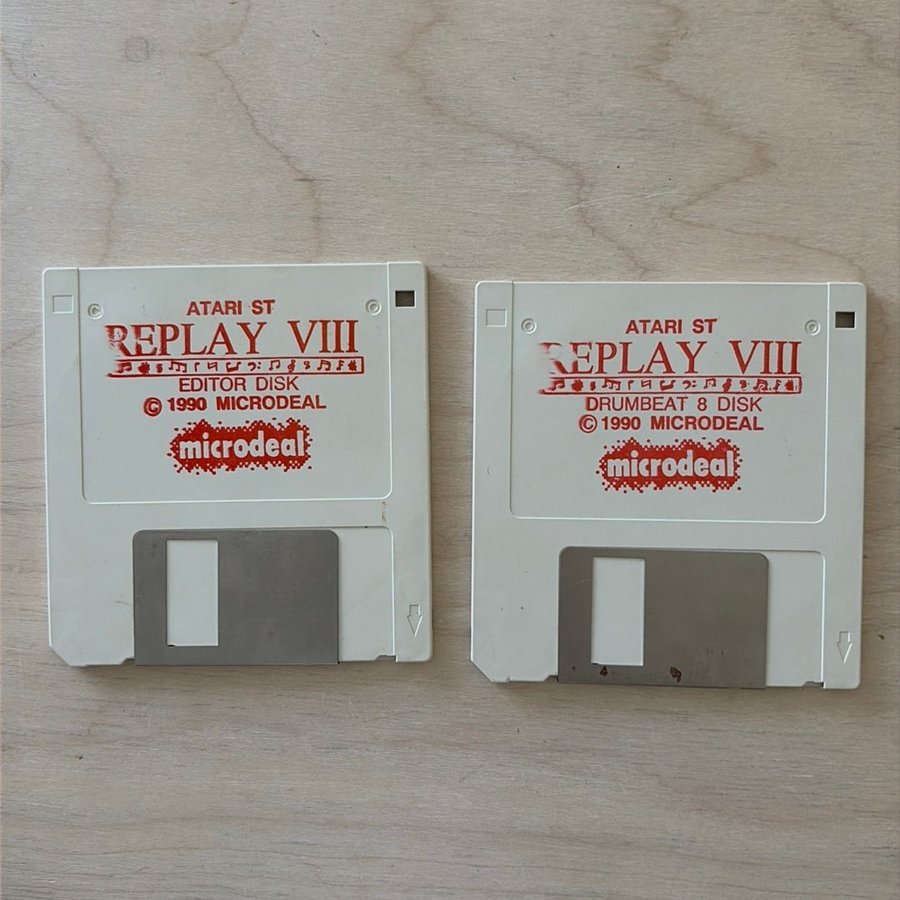 ATARI ST
REPLAY VIII
EDITOR DISK
© 1990 MICRODEAL
microdeal
ATARI ST
REPLAY VIII
DRUMBEAT 8 DISK
© 1990 MICRODEAL
microdeal